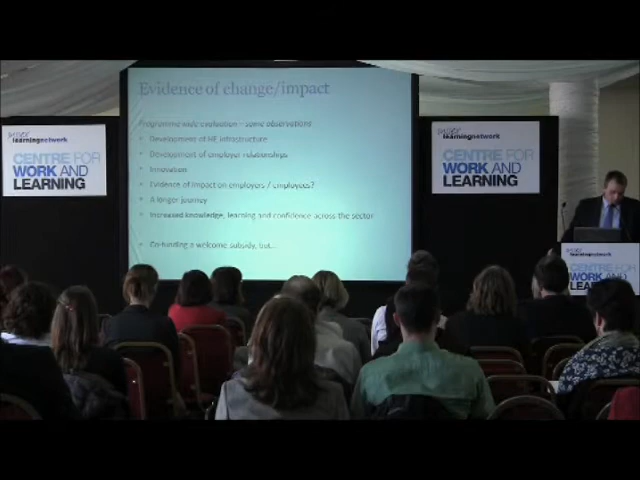 Evidence of change/impact
Programme wide evaluation – some observations
• Development of HE infrastructure
• Development of employer relationships
• Innovation
• Evidence of impact on employers / employees?
• A longer journey
• Increased knowledge, learning and confidence across the sector
• Co-funding a welcome subsidy, but...
learningnetwork
CENTRE FOR
WORK AND
LEARNING
learningnetwork
CENTRE FOR
WORK AND
LEARNING
learningnetwork
CENTRE FOR
WORK AND
LEARNING